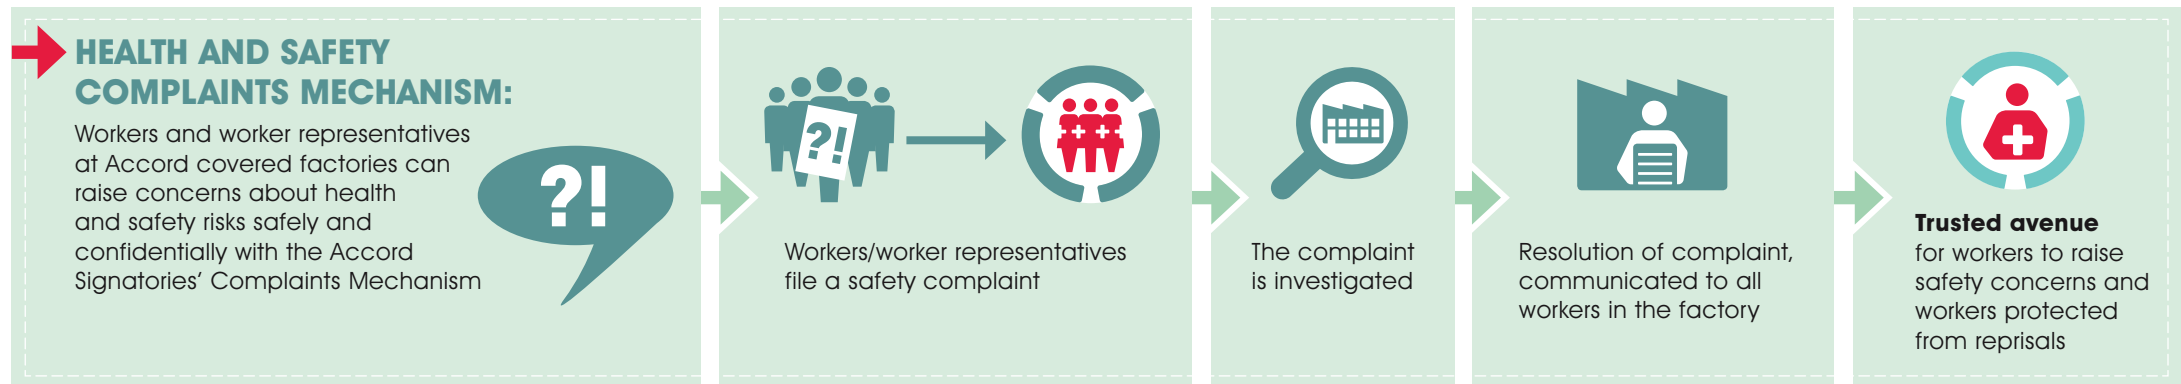 HEALTH AND SAFETY
COMPLAINTS MECHANISM:
Workers and worker representatives
at Accord covered factories can
raise concerns about health
and safety risks safely and
confidentially with the Accord
Signatories’ Complaints Mechanism
?!
?!
Workers/worker representatives
file a safety complaint
The complaint
is investigated
Resolution of complaint,
communicated to all
workers in the factory
Trusted avenue
for workers to raise
safety concerns and
workers protected
from reprisals